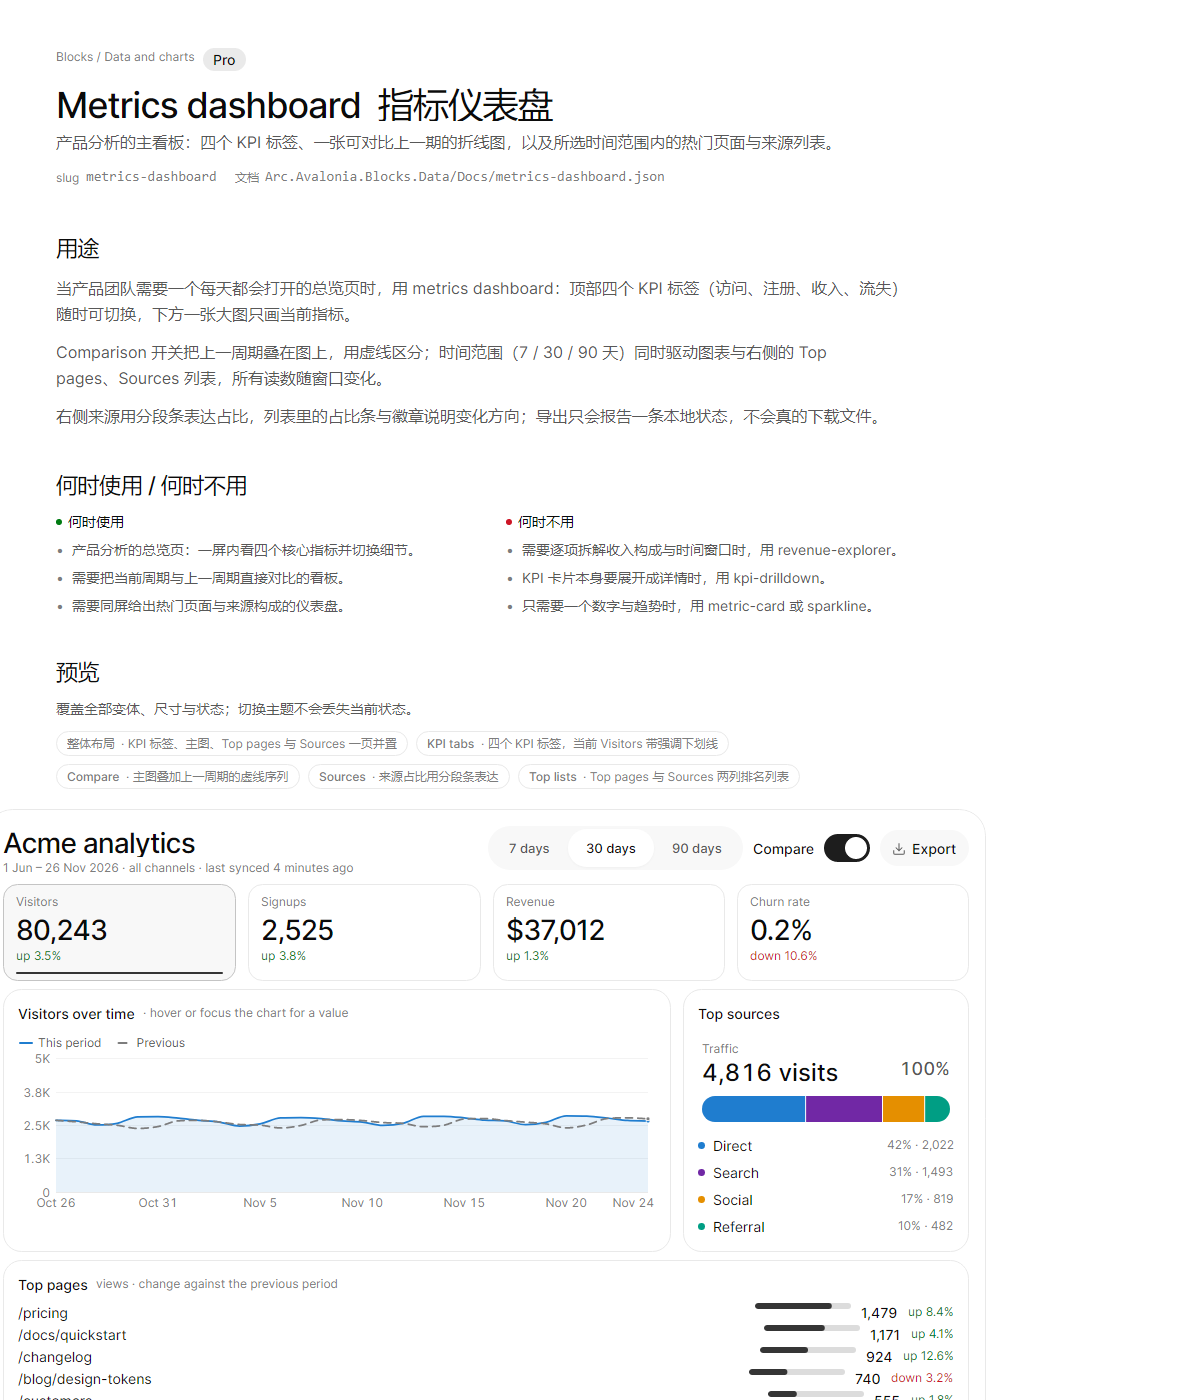 Blocks / Data and charts Pro
Metrics dashboard 指标仪表盘
产品分析的主看板：四个 KPI 标签、一张可对比上一期的折线图，以及所选时间范围内的热门页面与来源列表。
slug metrics-dashboard 文档 Arc.Avalonia.Blocks.Data/Docs/metrics-dashboard.json
用途
当产品团队需要一个每天都会打开的总览页时，用 metrics dashboard：顶部四个 KPI 标签（访问、注册、收入、流失）
随时可切换，下方一张大图只画当前指标。
Comparison 开关把上一周期叠在图上，用虚线区分；时间范围（7 / 30 / 90 天）同时驱动图表与右侧的 Top
pages、Sources 列表，所有读数随窗口变化。
右侧来源用分段条表达占比，列表里的占比条与徽章说明变化方向；导出只会报告一条本地状态，不会真的下载文件。
何时使用 / 何时不用
何时使用
产品分析的总览页：一屏内看四个核心指标并切换细节。
需要把当前周期与上一周期直接对比的看板。
需要同屏给出热门页面与来源构成的仪表盘。
何时不用
需要逐项拆解收入构成与时间窗口时，用 revenue-explorer。
KPI 卡片本身要展开成详情时，用 kpi-drilldown。
只需要一个数字与趋势时，用 metric-card 或 sparkline。
预览
覆盖全部变体、尺寸与状态；切换主题不会丢失当前状态。
整体布局 · KPI 标签、主图、Top pages 与 Sources 一页并置
KPI tabs · 四个 KPI 标签，当前 Visitors 带强调下划线
Compare · 主图叠加上一周期的虚线序列
Sources · 来源占比用分段条表达
Top lists · Top pages 与 Sources 两列排名列表
Acme analytics
1 Jun – 26 Nov 2026 · all channels · last synced 4 minutes ago
7 days 30 days 90 days Compare Export
Visitors
80,243
up 3.5%
Signups
2,525
up 3.8%
Revenue
$37,012
up 1.3%
Churn rate
0.2%
down 10.6%
Visitors over time · hover or focus the chart for a value
This period Previous
5K
3.8K
2.5K
1.3K
0
Oct 26 Oct 31 Nov 5 Nov 10 Nov 15 Nov 20 Nov 24
Top sources
Traffic
4,816 visits 100%
Direct 42% · 2,022
Search 31% · 1,493
Social 17% · 819
Referral 10% · 482
Top pages views · change against the previous period
/pricing 1,479 up 8.4%
/docs/quickstart 1,171 up 4.1%
/changelog 924 up 12.6%
/blog/design-tokens 740 down 3.2%
/customers 555 up 1.8%